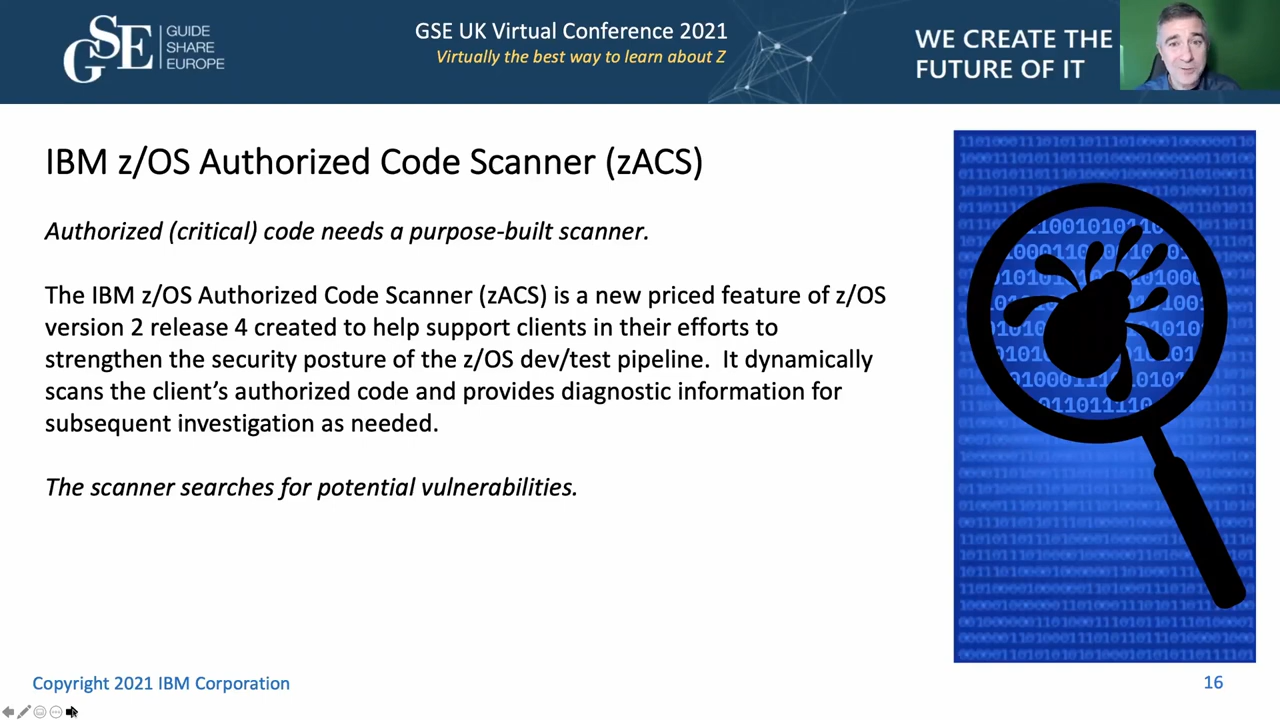 GSE
GUIDE
SHARE
EUROPE
GSE UK Virtual Conference 2021
Virtually the best way to learn about Z
WE CREATE THE
FUTURE OF IT
IBM z/OS Authorized Code Scanner (zACS)
Authorized (critical) code needs a purpose-built scanner.
The IBM z/OS Authorized Code Scanner (zACS) is a new priced feature of z/OS
version 2 release 4 created to help support clients in their efforts to
strengthen the security posture of the z/OS dev/test pipeline.  It dynamically
scans the client’s authorized code and provides diagnostic information for
subsequent investigation as needed.
The scanner searches for potential vulnerabilities.
Copyright 2021 IBM Corporation
16